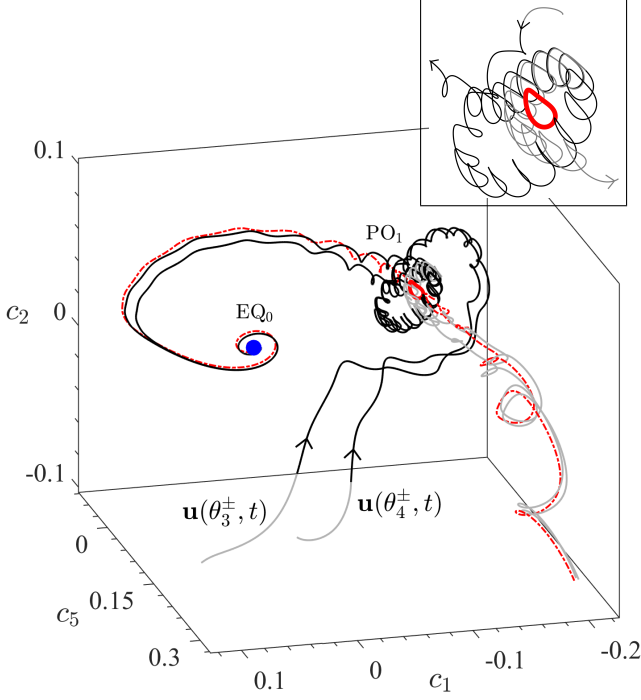 0.1
PO₁
c₂
0
EQ₀
-0.1
u(θ₃±, t)
u(θ₄±, t)
0
0.15
c₅
0.3
0.1
0
c₁
-0.1
-0.2